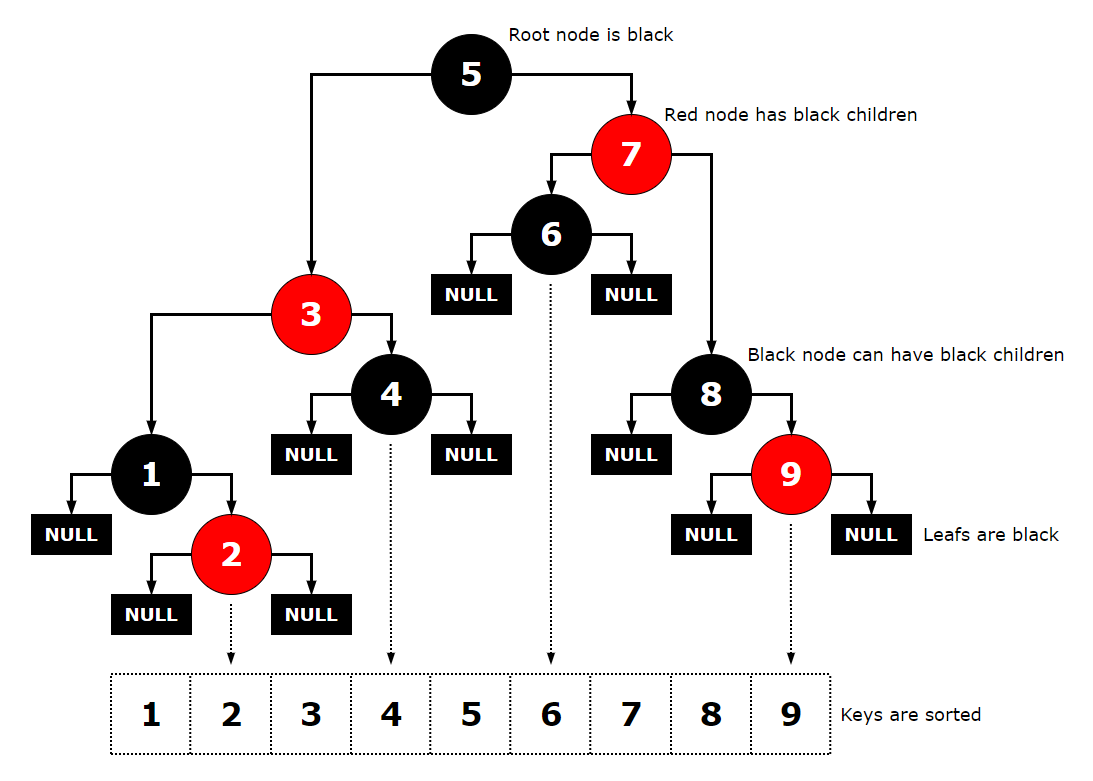 Root node is black
5
Red node has black children
7
6
NULL NULL
3
Black node can have black children
4
8
NULL NULL NULL
1
9
NULL NULL NULL Leafs are black
2
NULL NULL
1 2 3 4 5 6 7 8 9 Keys are sorted